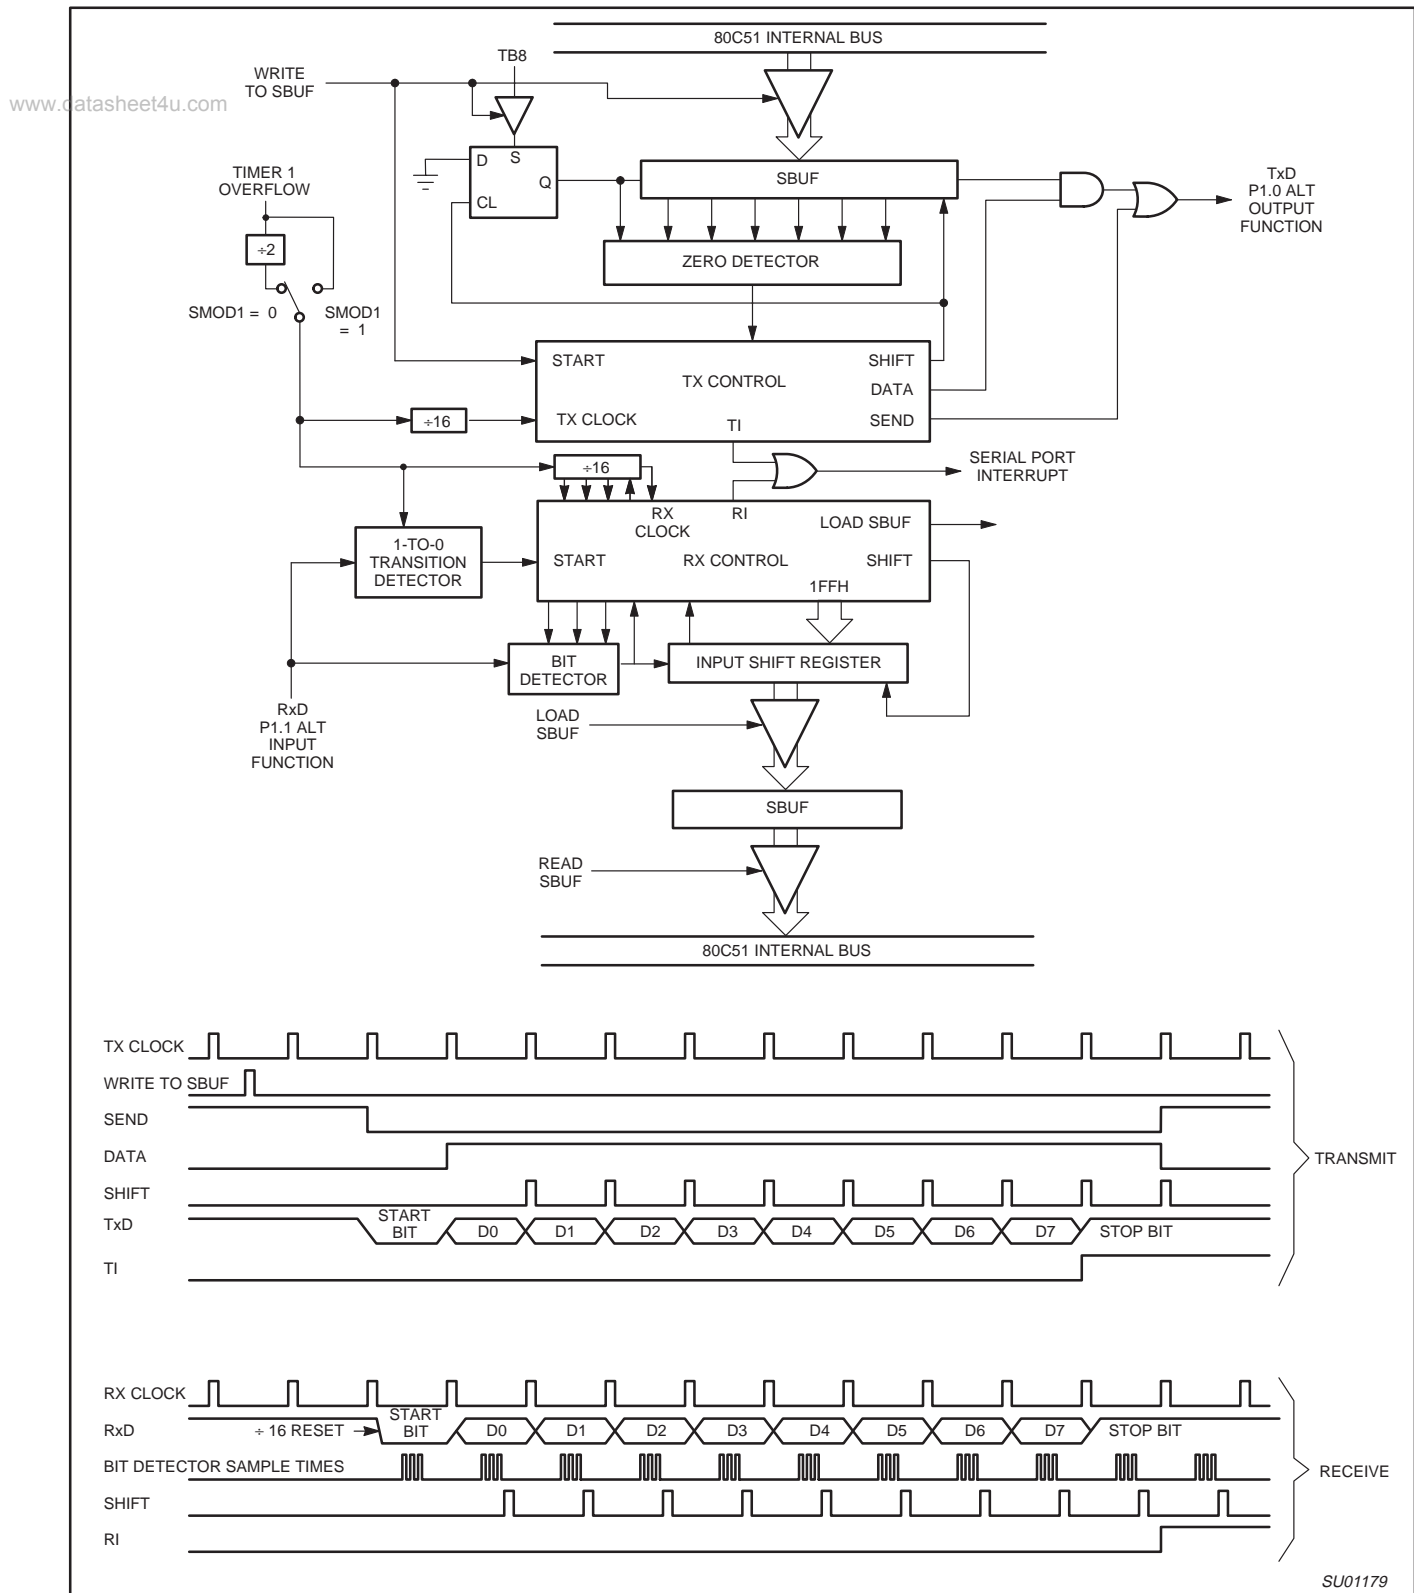 80C51 INTERNAL BUS
TB8
WRITE
TO SBUF
www.datasheet4u.com
D
S
Q
CL
SBUF
TxD
P1.0 ALT
OUTPUT
FUNCTION
TIMER 1
OVERFLOW
÷2
ZERO DETECTOR
SMOD1 = 0
SMOD1
= 1
START
SHIFT
TX CONTROL
DATA
TX CLOCK
TI
SEND
÷16
SERIAL PORT
INTERRUPT
÷16
RX
CLOCK
RI
LOAD SBUF
1-TO-0
TRANSITION
DETECTOR
START
RX CONTROL
SHIFT
1FFH
BIT
DETECTOR
INPUT SHIFT REGISTER
RxD
P1.1 ALT
INPUT
FUNCTION
LOAD
SBUF
SBUF
READ
SBUF
80C51 INTERNAL BUS
TX CLOCK
WRITE TO SBUF
SEND
DATA
TRANSMIT
SHIFT
TxD
START
BIT
D0 D1 D2 D3 D4 D5 D6 D7 STOP BIT
TI
RX CLOCK
RxD
÷ 16 RESET
START
BIT
D0 D1 D2 D3 D4 D5 D6 D7 STOP BIT
BIT DETECTOR SAMPLE TIMES
RECEIVE
SHIFT
RI
SU01179